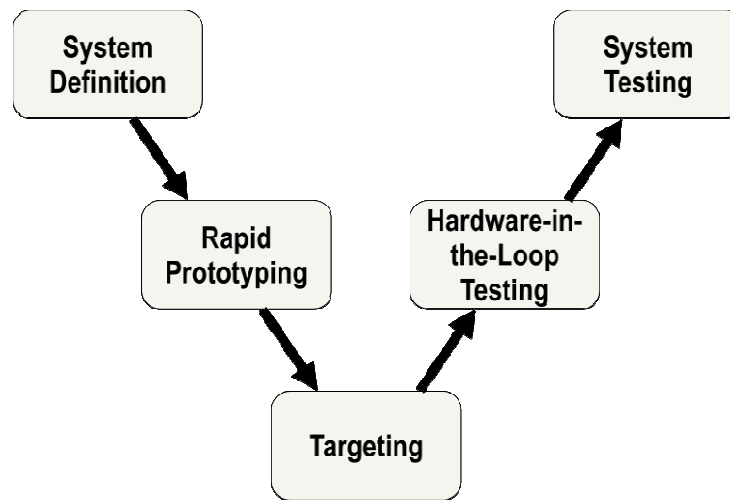 System
Definition
System
Testing
Rapid
Prototyping
Hardware-in-
the-Loop
Testing
Targeting